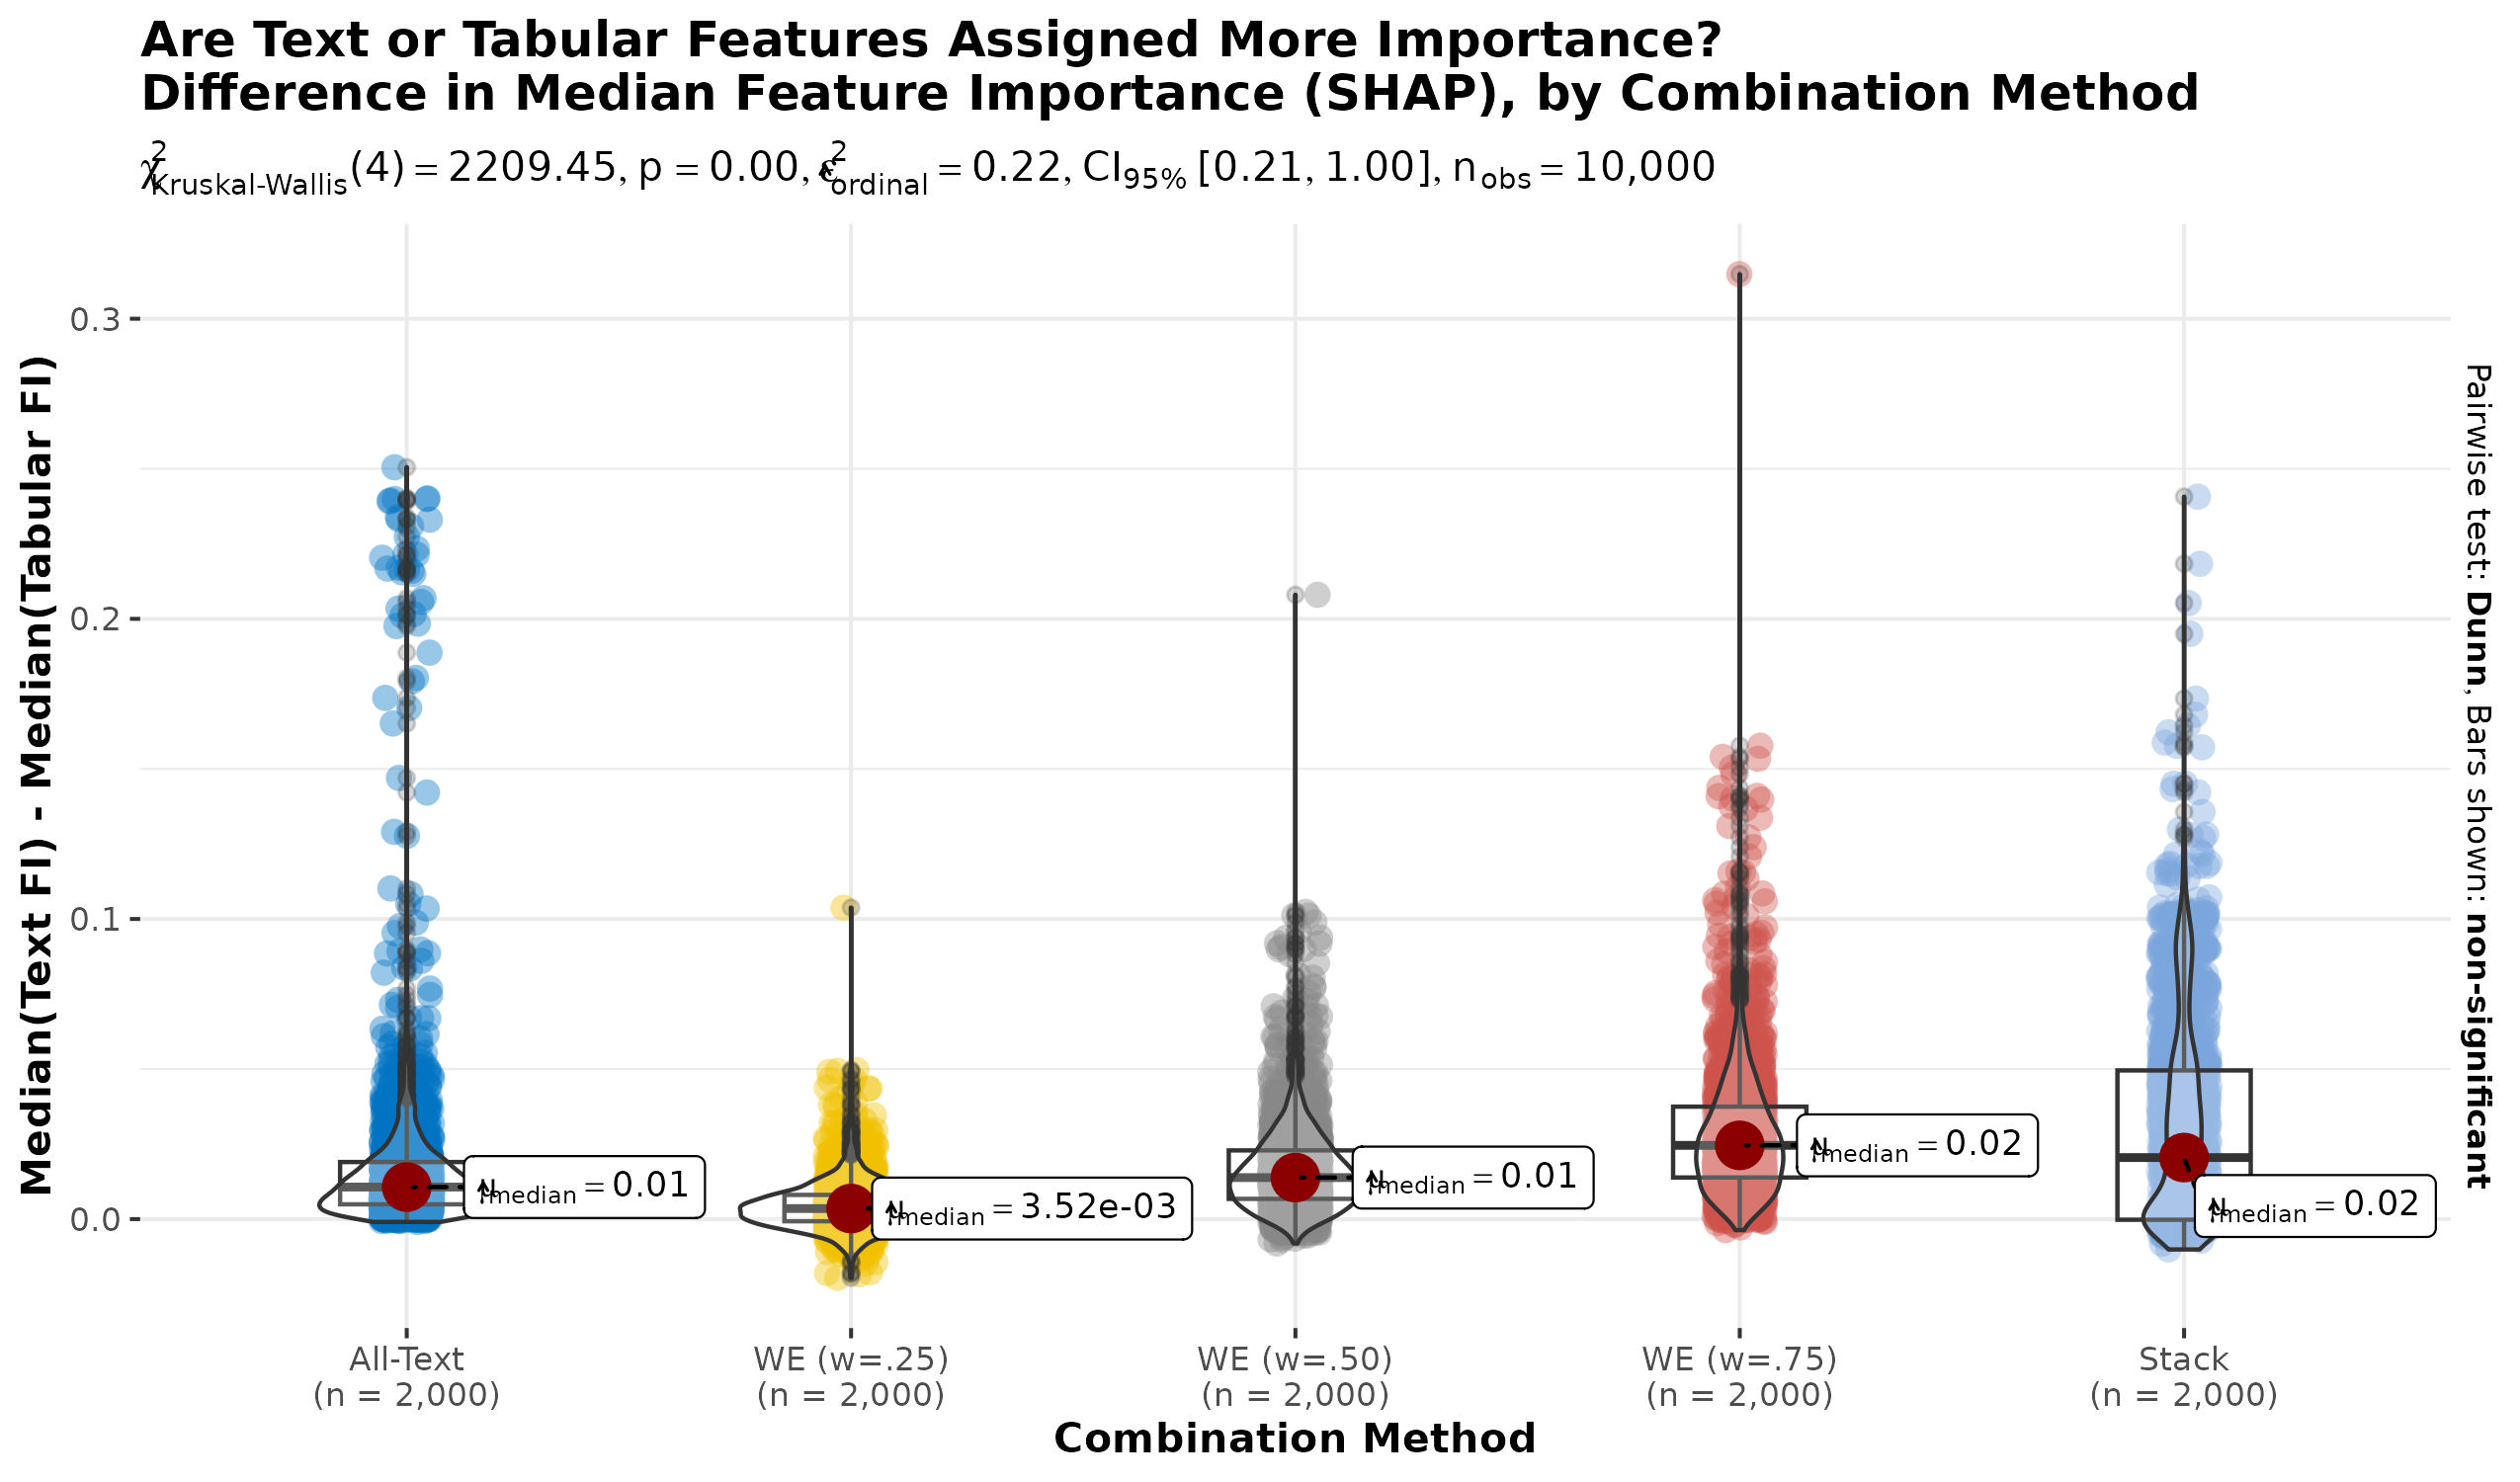 Are Text or Tabular Features Assigned More Importance?
Difference in Median Feature Importance (SHAP), by Combination Method
χ²Kruskal-Wallis(4) = 2209.45, p = 0.00, ε²ordinal = 0.22, CI95% [0.21, 1.00], nobs = 10,000
Median(Text FI) - Median(Tabular FI)
0.3
0.2
0.1
0.0
μ̂median = 0.01
μ̂median = 3.52e-03
μ̂median = 0.01
μ̂median = 0.02
μ̂median = 0.02
Pairwise test: Dunn, Bars shown: non-significant
All-Text
(n = 2,000)
WE (w=.25)
(n = 2,000)
WE (w=.50)
(n = 2,000)
WE (w=.75)
(n = 2,000)
Stack
(n = 2,000)
Combination Method